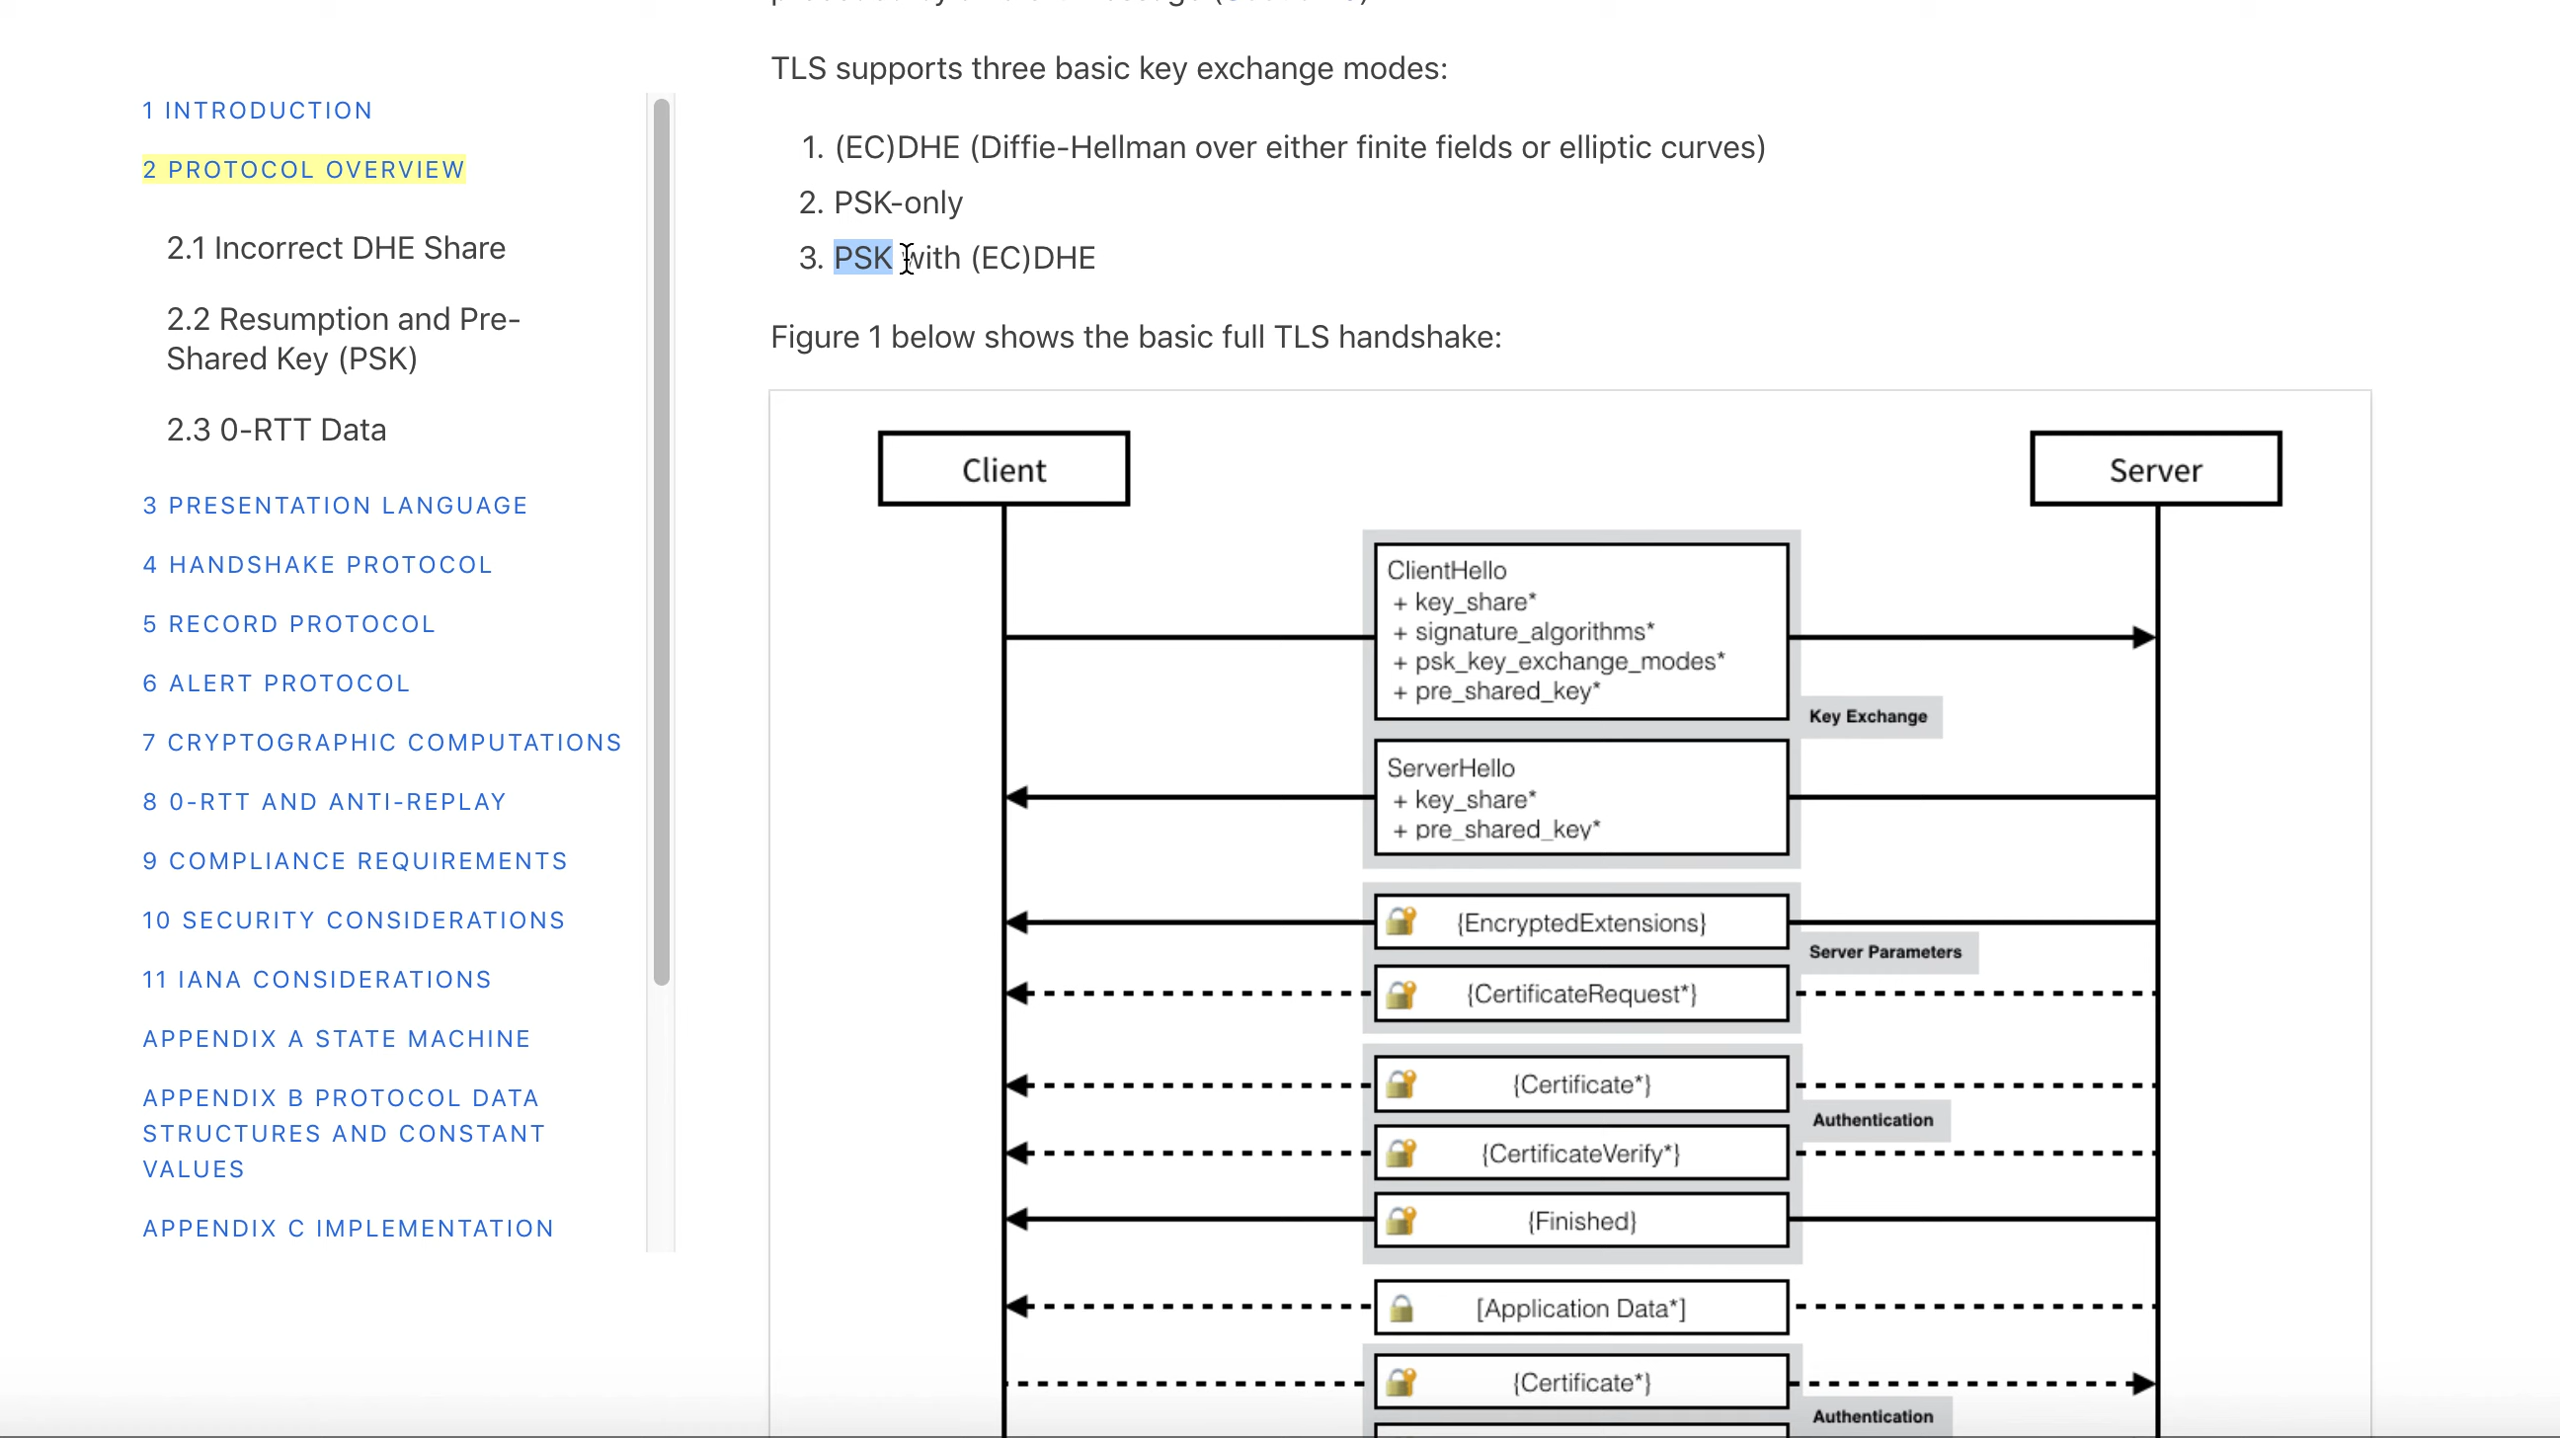 1 INTRODUCTION
2 PROTOCOL OVERVIEW
2.1 Incorrect DHE Share
2.2 Resumption and Pre-
Shared Key (PSK)
2.3 0-RTT Data
3 PRESENTATION LANGUAGE
4 HANDSHAKE PROTOCOL
5 RECORD PROTOCOL
6 ALERT PROTOCOL
7 CRYPTOGRAPHIC COMPUTATIONS
8 0-RTT AND ANTI-REPLAY
9 COMPLIANCE REQUIREMENTS
10 SECURITY CONSIDERATIONS
11 IANA CONSIDERATIONS
APPENDIX A STATE MACHINE
APPENDIX B PROTOCOL DATA
STRUCTURES AND CONSTANT
VALUES
APPENDIX C IMPLEMENTATION
TLS supports three basic key exchange modes:
1. (EC)DHE (Diffie-Hellman over either finite fields or elliptic curves)
2. PSK-only
3. PSK with (EC)DHE
Figure 1 below shows the basic full TLS handshake:
Client
Server
ClientHello
+ key_share*
+ signature_algorithms*
+ psk_key_exchange_modes*
+ pre_shared_key*
Key Exchange
ServerHello
+ key_share*
+ pre_shared_key*
{EncryptedExtensions}
Server Parameters
{CertificateRequest*}
{Certificate*}
Authentication
{CertificateVerify*}
{Finished}
[Application Data*]
{Certificate*}
Authentication